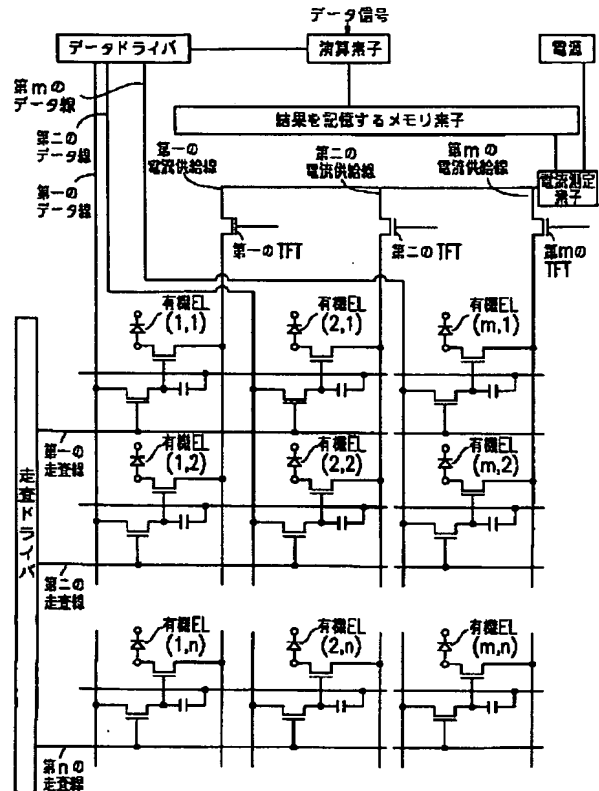 データ信号
データドライバ
演算素子
電源
第mの
データ線
第二の
データ線
第一の
データ線
結果を記憶するメモリ素子
第一の
電流供給線
第二の
電流供給線
第mの
電流供給線
電流測定
素子
第一のTFT
第二のTFT
第mの
TFT
有機EL
(1,1)
有機EL
(2,1)
有機EL
(m,1)
第一の
走査線
有機EL
(1,2)
有機EL
(2,2)
有機EL
(m,2)
走査ドライバ
第二の
走査線
有機EL
(1,n)
有機EL
(2,n)
有機EL
(m,n)
第nの
走査線